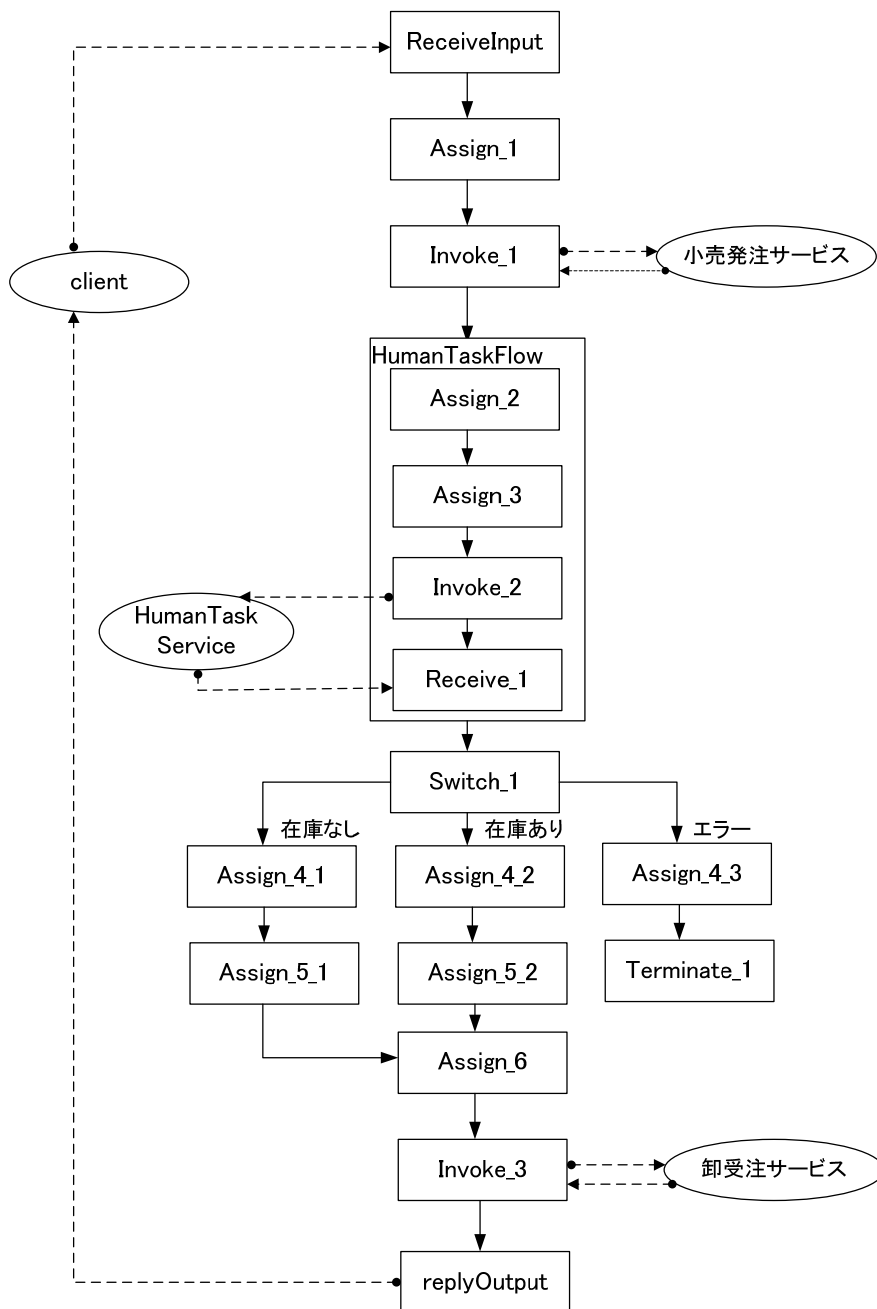 ReceiveInput
Assign_1
Invoke_1
小売発注サービス
client
HumanTaskFlow
Assign_2
Assign_3
Invoke_2
HumanTask
Service
Receive_1
Switch_1
在庫なし
在庫あり
エラー
Assign_4_1
Assign_4_2
Assign_4_3
Assign_5_1
Assign_5_2
Terminate_1
Assign_6
Invoke_3
卸受注サービス
replyOutput